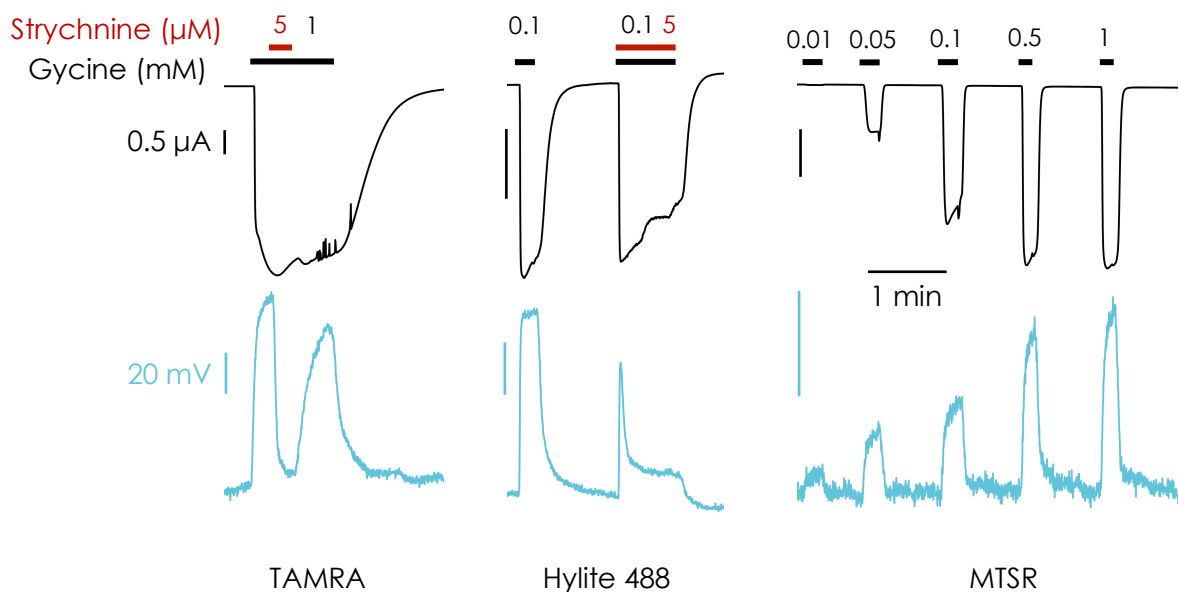 Strychnine (µM) 5 1 0.1 0.1 5 0.01 0.05 0.1 0.5 1
Gycine (mM)
0.5 µA
1 min
20 mV
TAMRA Hylite 488 MTSR